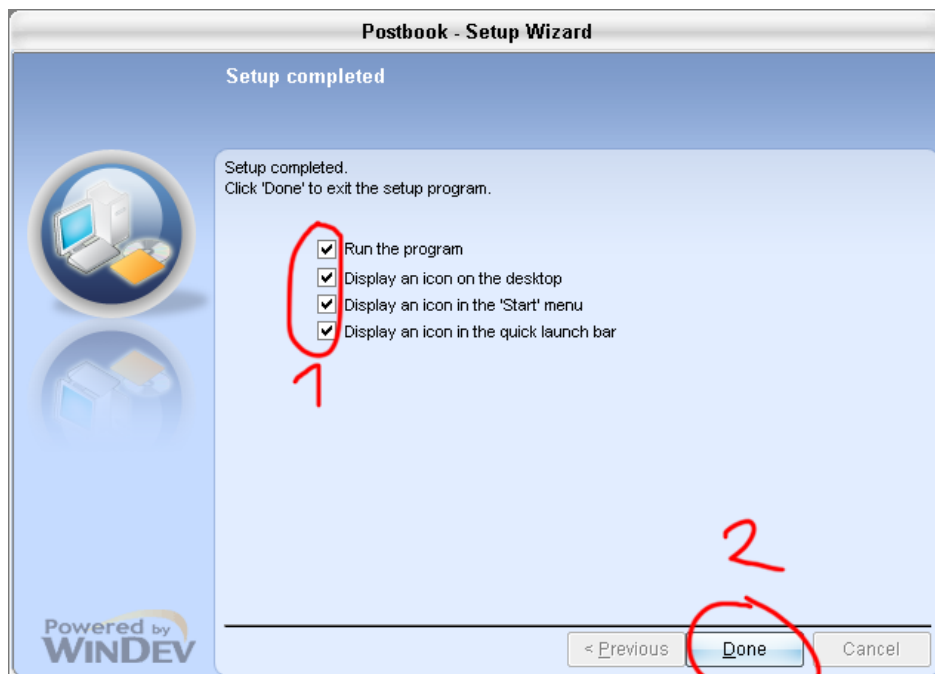 Postbook - Setup Wizard
Setup completed
Setup completed.
Click 'Done' to exit the setup program.
Run the program
Display an icon on the desktop
Display an icon in the 'Start' menu
Display an icon in the quick launch bar
1
2
Powered by
WINDEV
< Previous
Done
Cancel